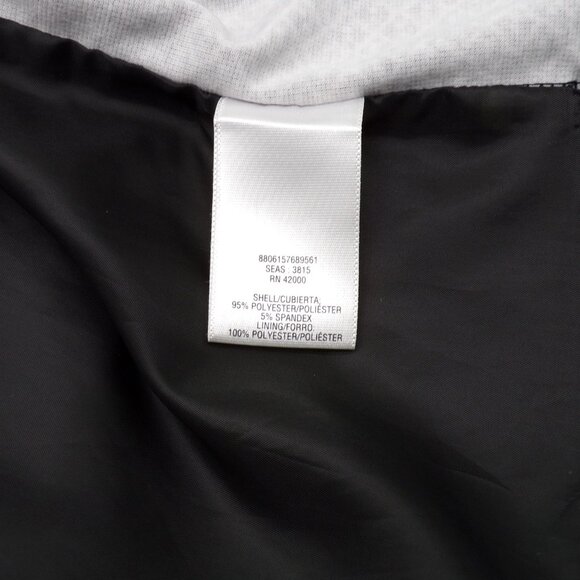 8806157689561
SEAS : 3815
RN 42000
SHELL/CUBIERTA:
95% POLYESTER/POLIÉSTER
5% SPANDEX
LINING/FORRO:
100% POLYESTER/POLIÉSTER